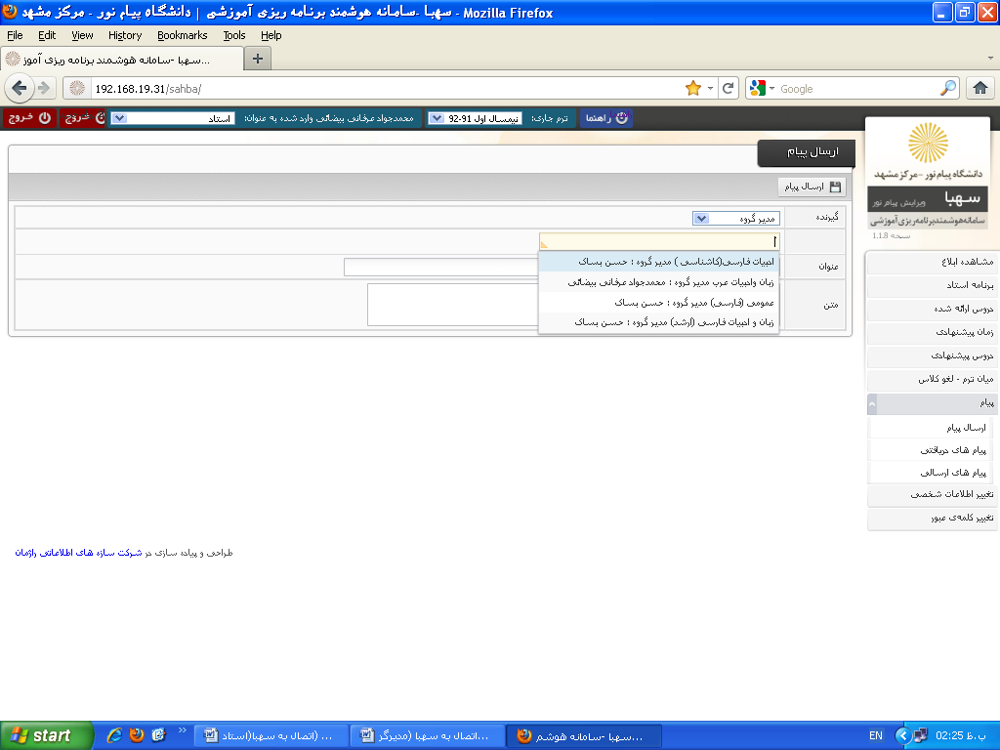 سهبا -سامانه هوشمند برنامه ریزی آموزشی | دانشگاه پیام نور - مرکز مشهد - Mozilla Firefox
File Edit View History Bookmarks Tools Help
سهبا -سامانه هوشمند برنامه ریزی آموز...
192.168.19.31/sahba/
Google
راهنما
ترم جاری: نیمسال اول 91-92
محمدجواد عرفانی بیضائی وارد شده به عنوان: استاد
خروج
خروج
دانشگاه پیام نور -مرکز مشهد
سهبا ویرایش پیام نور
سامانه هوشمند برنامه ریزی آموزشی
نسخه 1.1.8
مشاهده ابلاغ
برنامه استاد
دروس ارائه شده
زمان پیشنهادی
دروس پیشنهادی
میان ترم - لغو کلاس
پیام
ارسال پیام
پیام های دریافتی
پیام های ارسالی
تغییر اطلاعات شخصی
تغییر کلمه‌ی عبور
ارسال پیام
ارسال پیام
گیرنده
مدیر گروه
ا
ادبیات فارسی(کاشناسی ) مدیر گروه : حسن بساک
زبان وادبیات عرب مدیر گروه : محمدجواد عرفانی بیضائی
عمومی (فارسی) مدیر گروه : حسن بساک
زبان و ادبیات فارسی (ارشد) مدیر گروه : حسن بساک
عنوان
متن
طراحی و پیاده سازی در شرکت سازه های اطلاعاتی راژمان
start
اتصال به سهبا(استاد) ...
اتصال به سهبا (مدیرگر...
سهبا -سامانه هوشم...
EN
02:25 ب.ظ